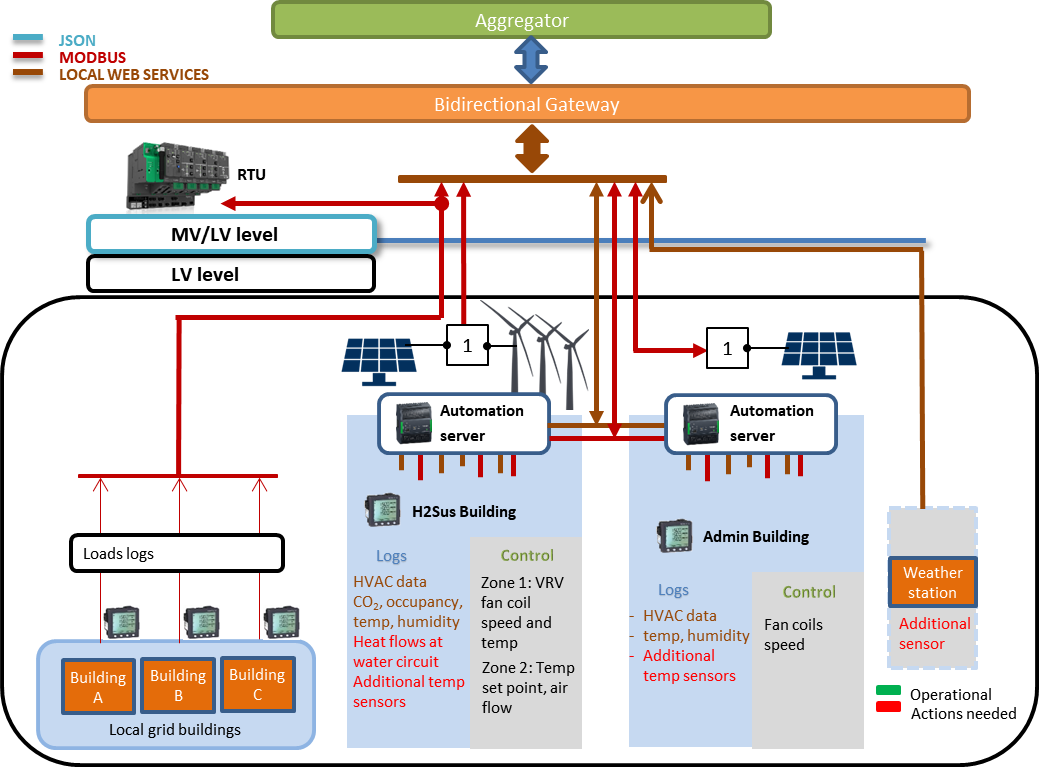 Aggregator
JSON
MODBUS
LOCAL WEB SERVICES
Bidirectional Gateway
RTU
MV/LV level
LV level
1
1
Automation
server
Automation
server
H2Sus Building
Admin Building
Loads logs
Logs
HVAC data
CO₂, occupancy,
temp, humidity
Heat flows at
water circuit
Additional temp
sensors
Control
Zone 1: VRV
fan coil
speed and
temp
Zone 2: Temp
set point, air
flow
Logs
- HVAC data
- temp, humidity
- Additional
temp sensors
Control
Fan coils
speed
Weather
station
Additional
sensor
Building
A
Building
B
Building
C
Local grid buildings
Operational
Actions needed